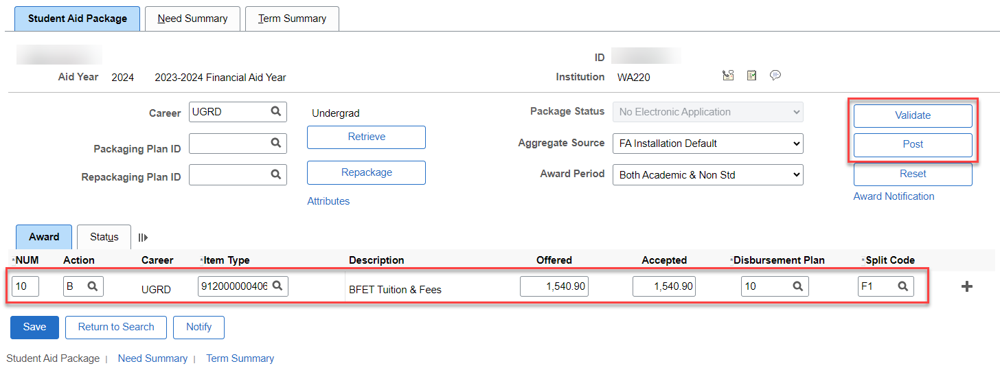 Student Aid Package Need Summary Term Summary
ID
Aid Year 2024 2023-2024 Financial Aid Year Institution WA220
Career UGRD Undergrad Package Status No Electronic Application Validate
Packaging Plan ID Retrieve Aggregate Source FA Installation Default Post
Repackaging Plan ID Repackage Award Period Both Academic & Non Std Reset
Attributes Award Notification
Award Status
*NUM Action Career *Item Type Description Offered Accepted *Disbursement Plan *Split Code
10 B UGRD 912000000406 BFET Tuition & Fees 1,540.90 1,540.90 10 F1
Save Return to Search Notify
Student Aid Package | Need Summary | Term Summary